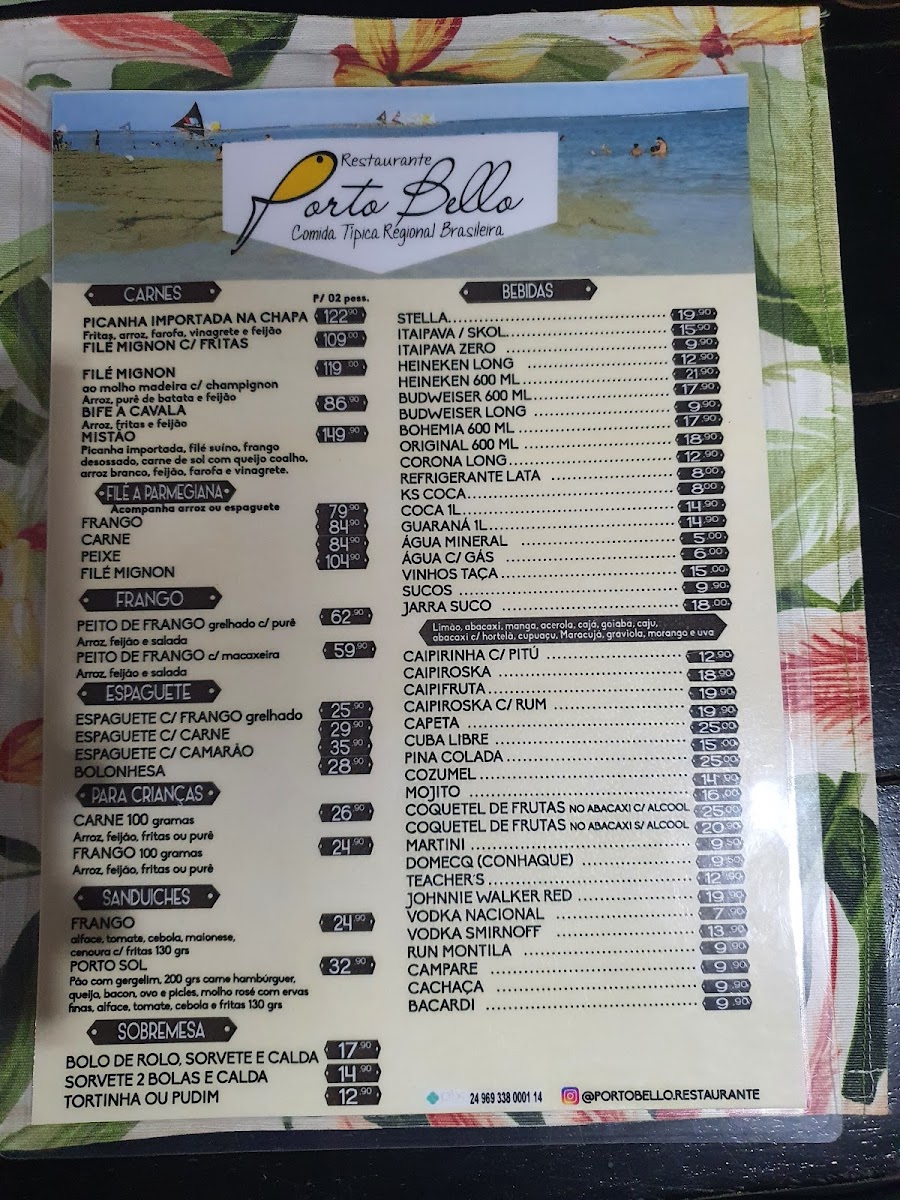 Restaurante
Porto Bello
Comida Típica Regional Brasileira
CARNES
P/ 02 pess.
PICANHA IMPORTADA NA CHAPA 122,90
Fritas, arroz, farofa, vinagrete e feijão
FILÉ MIGNON C/ FRITAS 109,00
FILÉ MIGNON 119,00
ao molho madeira c/ champignon
Arroz, purê de batata e feijão
BIFE A CAVALA 86,90
Arroz, fritas e feijão
MISTÃO 149,90
Picanha importada, filé suíno, frango
desossado, carne de sol com queijo coalho,
arroz branco, feijão, farofa e vinagrete.
FILÉ A PARMEGIANA
Acompanha arroz ou espaguete
FRANGO 79,90
CARNE 84,90
PEIXE 84,90
FILÉ MIGNON 104,90
FRANGO
PEITO DE FRANGO grelhado c/ purê 62,90
Arroz, feijão e salada
PEITO DE FRANGO c/ macaxeira 59,90
Arroz, feijão e salada
ESPAGUETE
ESPAGUETE C/ FRANGO grelhado 25,90
ESPAGUETE C/ CARNE 29,90
ESPAGUETE C/ CAMARÃO 35,90
BOLONHESA 28,90
PARA CRIANÇAS
CARNE 100 gramas 26,90
Arroz, feijão, fritas ou purê
FRANGO 100 gramas 24,90
Arroz, feijão, fritas ou purê
SANDUICHES
FRANGO 24,90
alface, tomate, cebola, maionese,
cenoura c/ fritas 130 grs
PORTO SOL 32,90
Pão com gergelim, 200 grs carne hambúrguer,
queijo, bacon, ovo e picles, molho rosé com ervas
finas, alface, tomate, cebola e fritas 130 grs
SOBREMESA
BOLO DE ROLO, SORVETE E CALDA 17,90
SORVETE 2 BOLAS E CALDA 14,90
TORTINHA OU PUDIM 12,90
BEBIDAS
STELLA 19,90
ITAIPAVA / SKOL 15,90
ITAIPAVA ZERO 9,90
HEINEKEN LONG 12,90
HEINEKEN 600 ML 21,90
BUDWEISER 600 ML 17,90
BUDWEISER LONG 9,90
BOHEMIA 600 ML 17,90
ORIGINAL 600 ML 18,90
CORONA LONG 12,90
REFRIGERANTE LATA 8,00
KS COCA 8,00
COCA 1L 14,90
GUARANÁ 1L 14,90
ÁGUA MINERAL 5,00
ÁGUA C/ GÁS 6,00
VINHOS TAÇA 15,00
SUCOS 9,90
JARRA SUCO 18,00
Limão, abacaxi, manga, acerola, cajá, goiaba, caju,
abacaxi c/ hortelã, cupuaçu, Maracujá, graviola, morango e uva
CAIPIRINHA C/ PITÚ 12,90
CAIPIROSKA 18,90
CAIPIFRUTA 19,90
CAIPIROSKA C/ RUM 19,90
CAPETA 25,00
CUBA LIBRE 15,00
PINA COLADA 25,00
COZUMEL 14,90
MOJITO 16,00
COQUETEL DE FRUTAS NO ABACAXI C/ ALCOOL 25,00
COQUETEL DE FRUTAS NO ABACAXI S/ ALCOOL 20,90
MARTINI 9,50
DOMECQ (CONHAQUE) 9,50
TEACHER'S 12,90
JOHNNIE WALKER RED 19,90
VODKA NACIONAL 7,90
VODKA SMIRNOFF 13,90
RUN MONTILA 9,90
CAMPARE 9,90
CACHAÇA 9,90
BACARDI 9,90
24 969 338 0001 14
@PORTOBELLO.RESTAURANTE